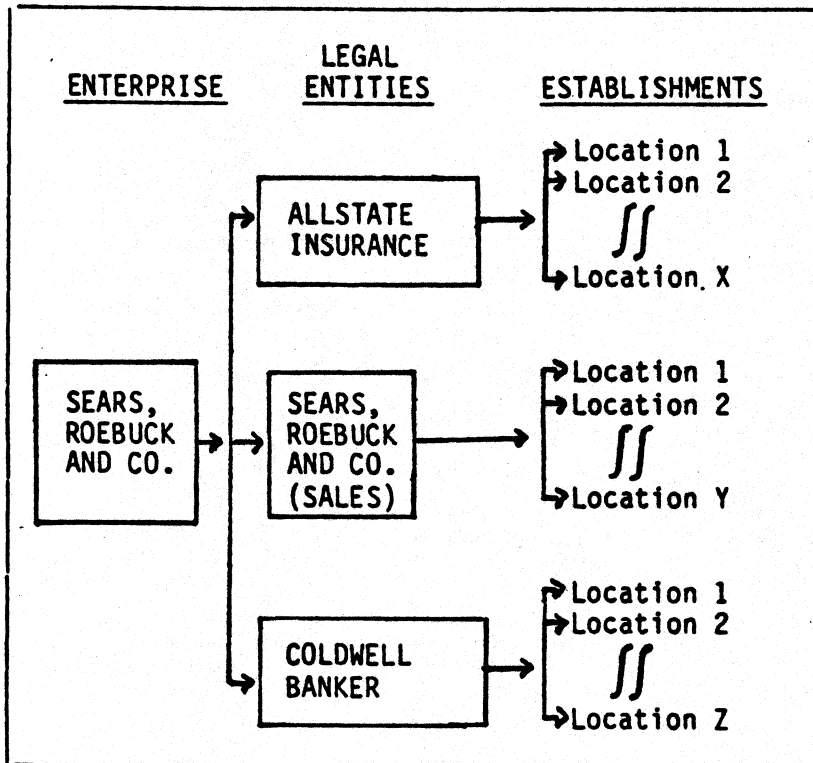 ENTERPRISE
LEGAL
ENTITIES
ESTABLISHMENTS
SEARS,
ROEBUCK
AND CO.
ALLSTATE
INSURANCE
Location 1
Location 2
Location X
SEARS,
ROEBUCK
AND CO.
(SALES)
Location 1
Location 2
Location Y
COLDWELL
BANKER
Location 1
Location 2
Location Z